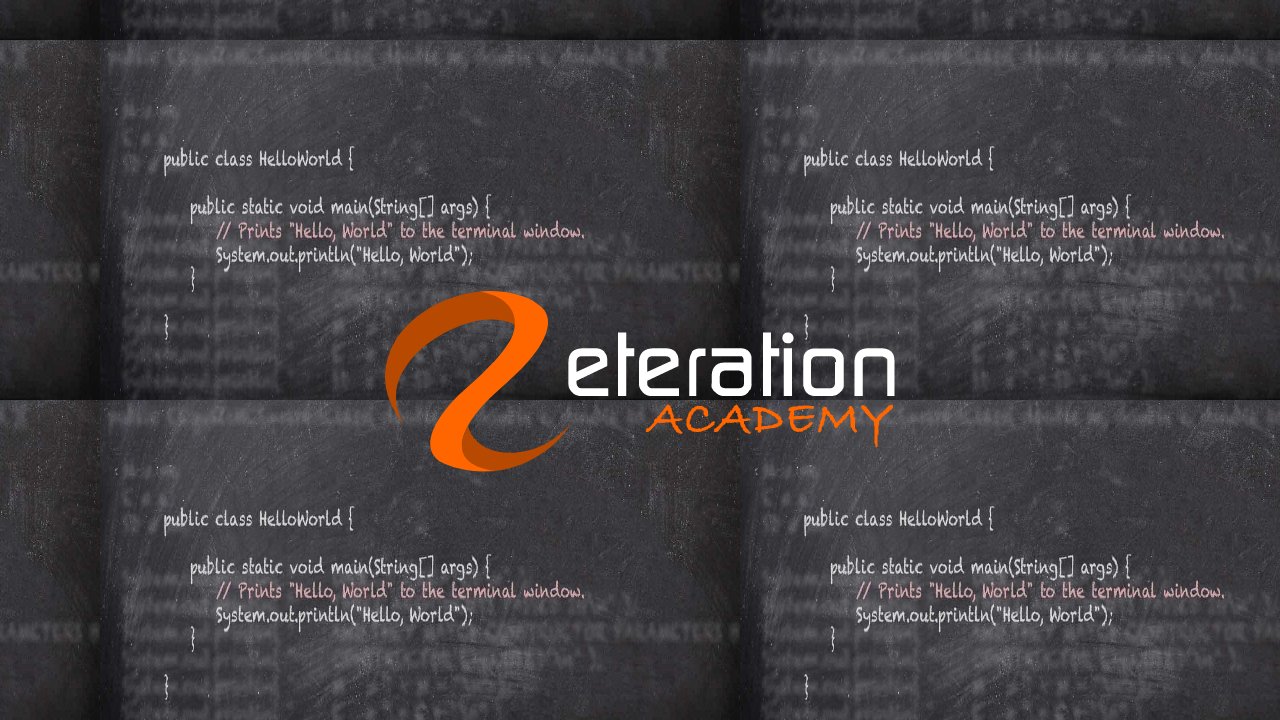 public class HelloWorld {
public static void main(String[] args) {
// Prints "Hello, World" to the terminal window.
System.out.println("Hello, World");
}
}
public class HelloWorld {
public static void main(String[] args) {
// Prints "Hello, World" to the terminal window.
System.out.println("Hello, World");
}
}
eteration
ACADEMY
public class HelloWorld {
public static void main(String[] args) {
// Prints "Hello, World" to the terminal window.
System.out.println("Hello, World");
}
}
public class HelloWorld {
public static void main(String[] args) {
// Prints "Hello, World" to the terminal window.
System.out.println("Hello, World");
}
}